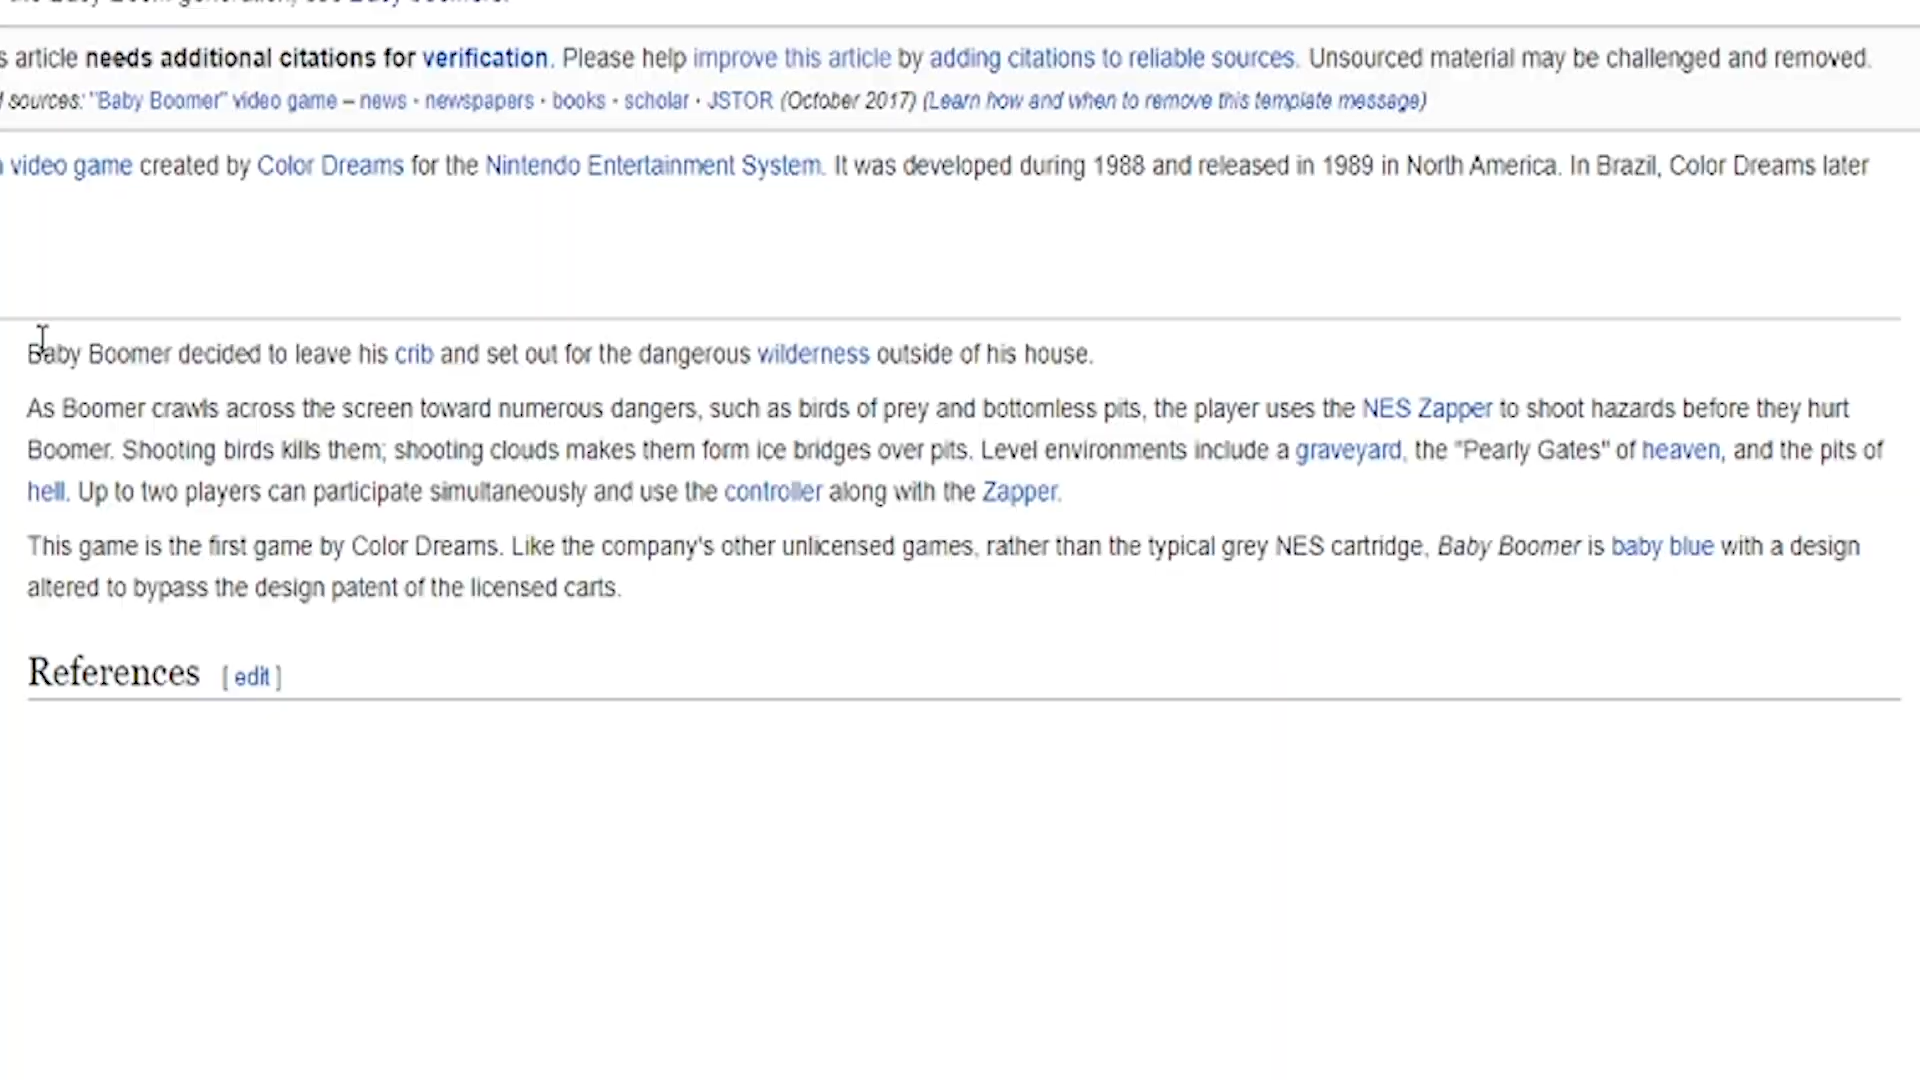 s article needs additional citations for verification. Please help improve this article by adding citations to reliable sources. Unsourced material may be challenged and removed.
sources: "Baby Boomer" video game – news · newspapers · books · scholar · JSTOR (October 2017) (Learn how and when to remove this template message)
video game created by Color Dreams for the Nintendo Entertainment System. It was developed during 1988 and released in 1989 in North America. In Brazil, Color Dreams later
Baby Boomer decided to leave his crib and set out for the dangerous wilderness outside of his house.
As Boomer crawls across the screen toward numerous dangers, such as birds of prey and bottomless pits, the player uses the NES Zapper to shoot hazards before they hurt
Boomer. Shooting birds kills them; shooting clouds makes them form ice bridges over pits. Level environments include a graveyard, the "Pearly Gates" of heaven, and the pits of
hell. Up to two players can participate simultaneously and use the controller along with the Zapper.
This game is the first game by Color Dreams. Like the company's other unlicensed games, rather than the typical grey NES cartridge, Baby Boomer is baby blue with a design
altered to bypass the design patent of the licensed carts.
References [ edit ]